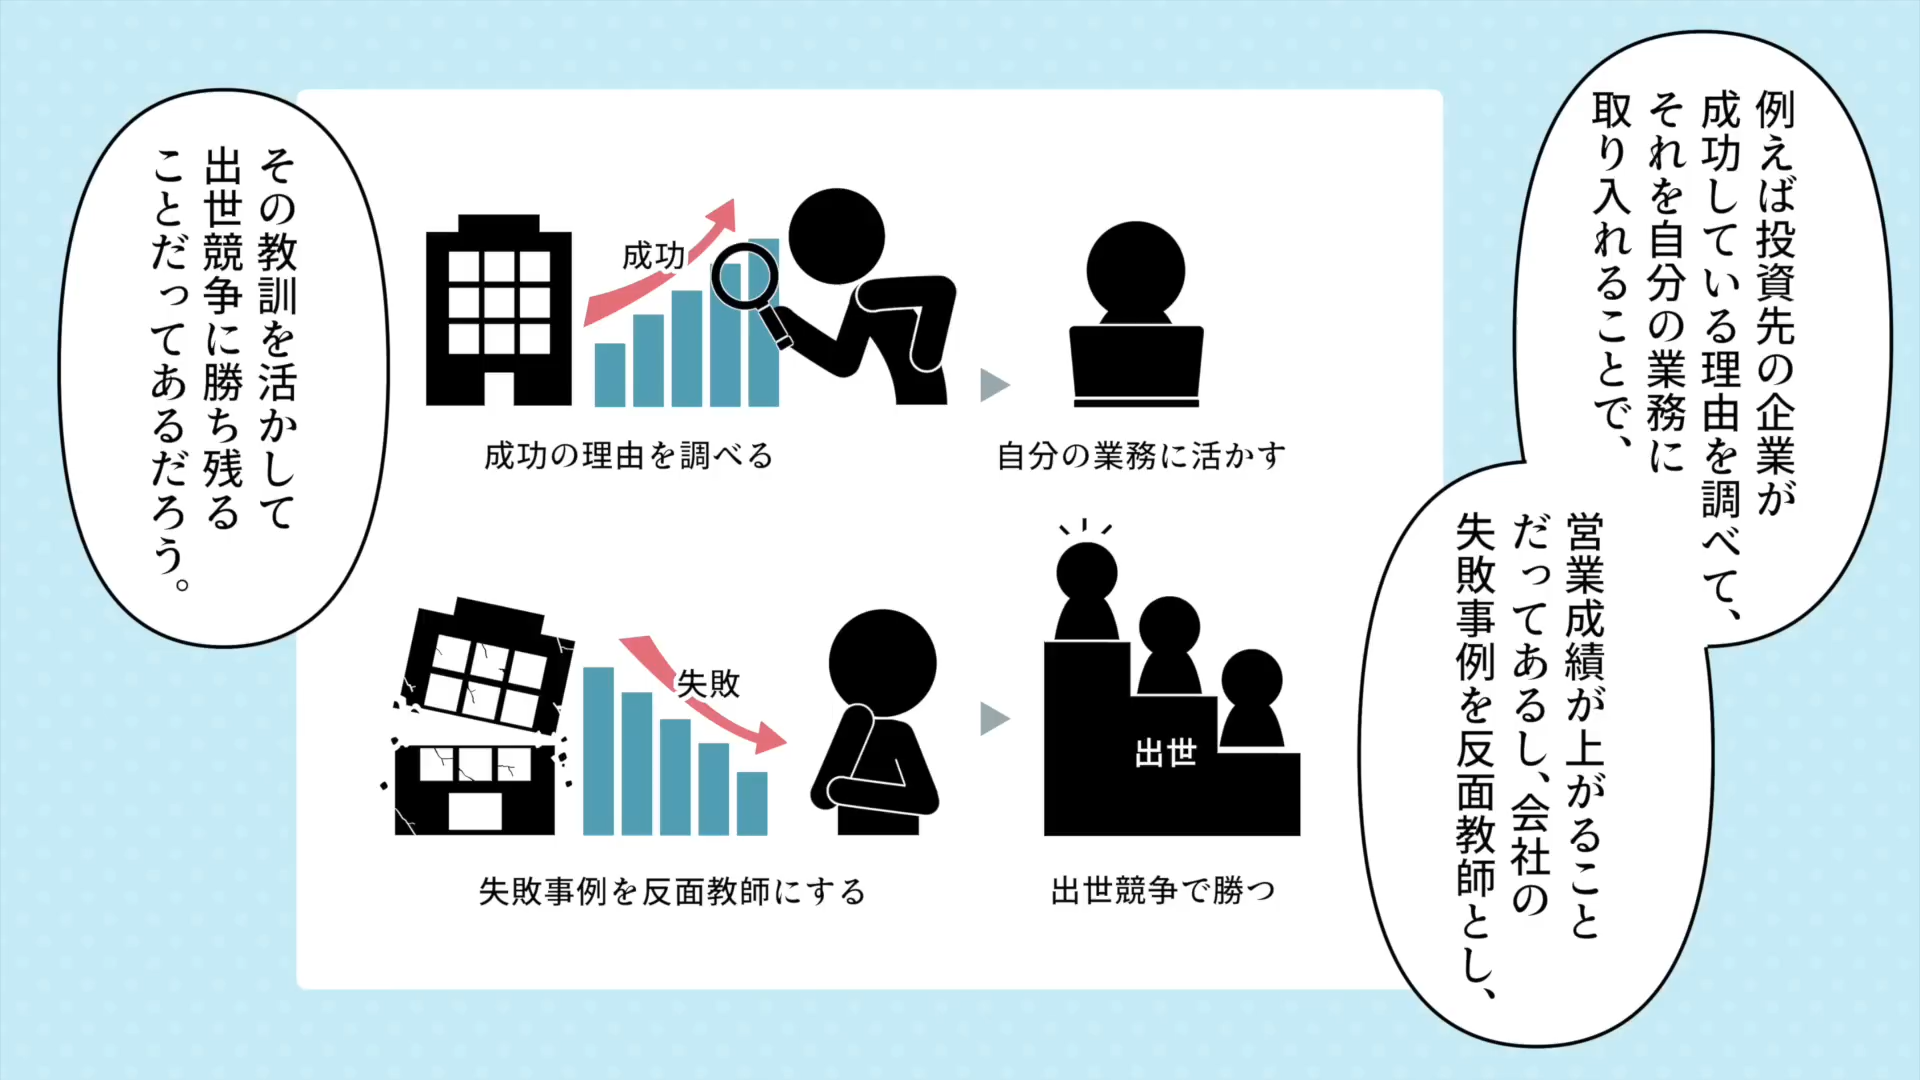 例えば投資先の企業が
成功している理由を調べて、
それを自分の業務に
取り入れることで、
営業成績が上がること
だってあるし、会社の
失敗事例を反面教師とし、
その教訓を活かして
出世競争に勝ち残る
ことだってあるだろう。
成功
成功の理由を調べる
自分の業務に活かす
失敗
出世
失敗事例を反面教師にする
出世競争で勝つ